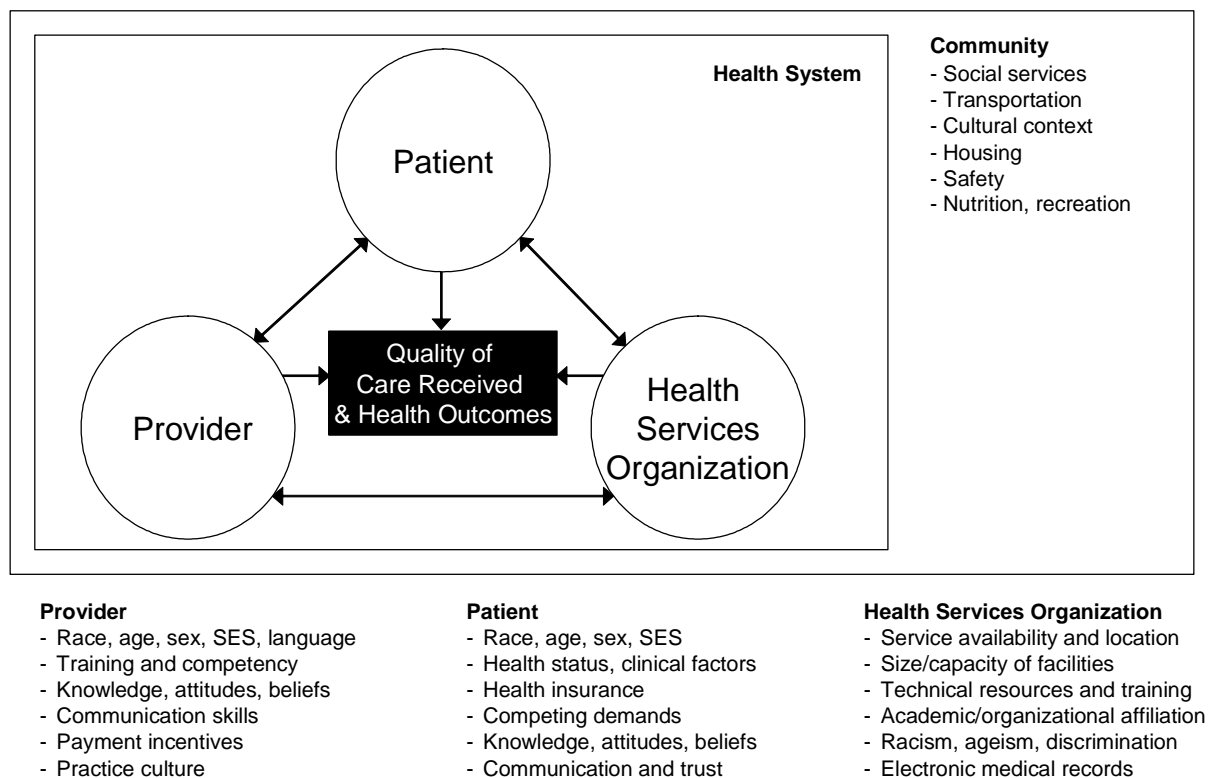 Health System
Patient
Provider
Quality of
Care Received
& Health Outcomes
Health
Services
Organization
Community
- Social services
- Transportation
- Cultural context
- Housing
- Safety
- Nutrition, recreation
Provider
- Race, age, sex, SES, language
- Training and competency
- Knowledge, attitudes, beliefs
- Communication skills
- Payment incentives
- Practice culture
Patient
- Race, age, sex, SES
- Health status, clinical factors
- Health insurance
- Competing demands
- Knowledge, attitudes, beliefs
- Communication and trust
Health Services Organization
- Service availability and location
- Size/capacity of facilities
- Technical resources and training
- Academic/organizational affiliation
- Racism, ageism, discrimination
- Electronic medical records